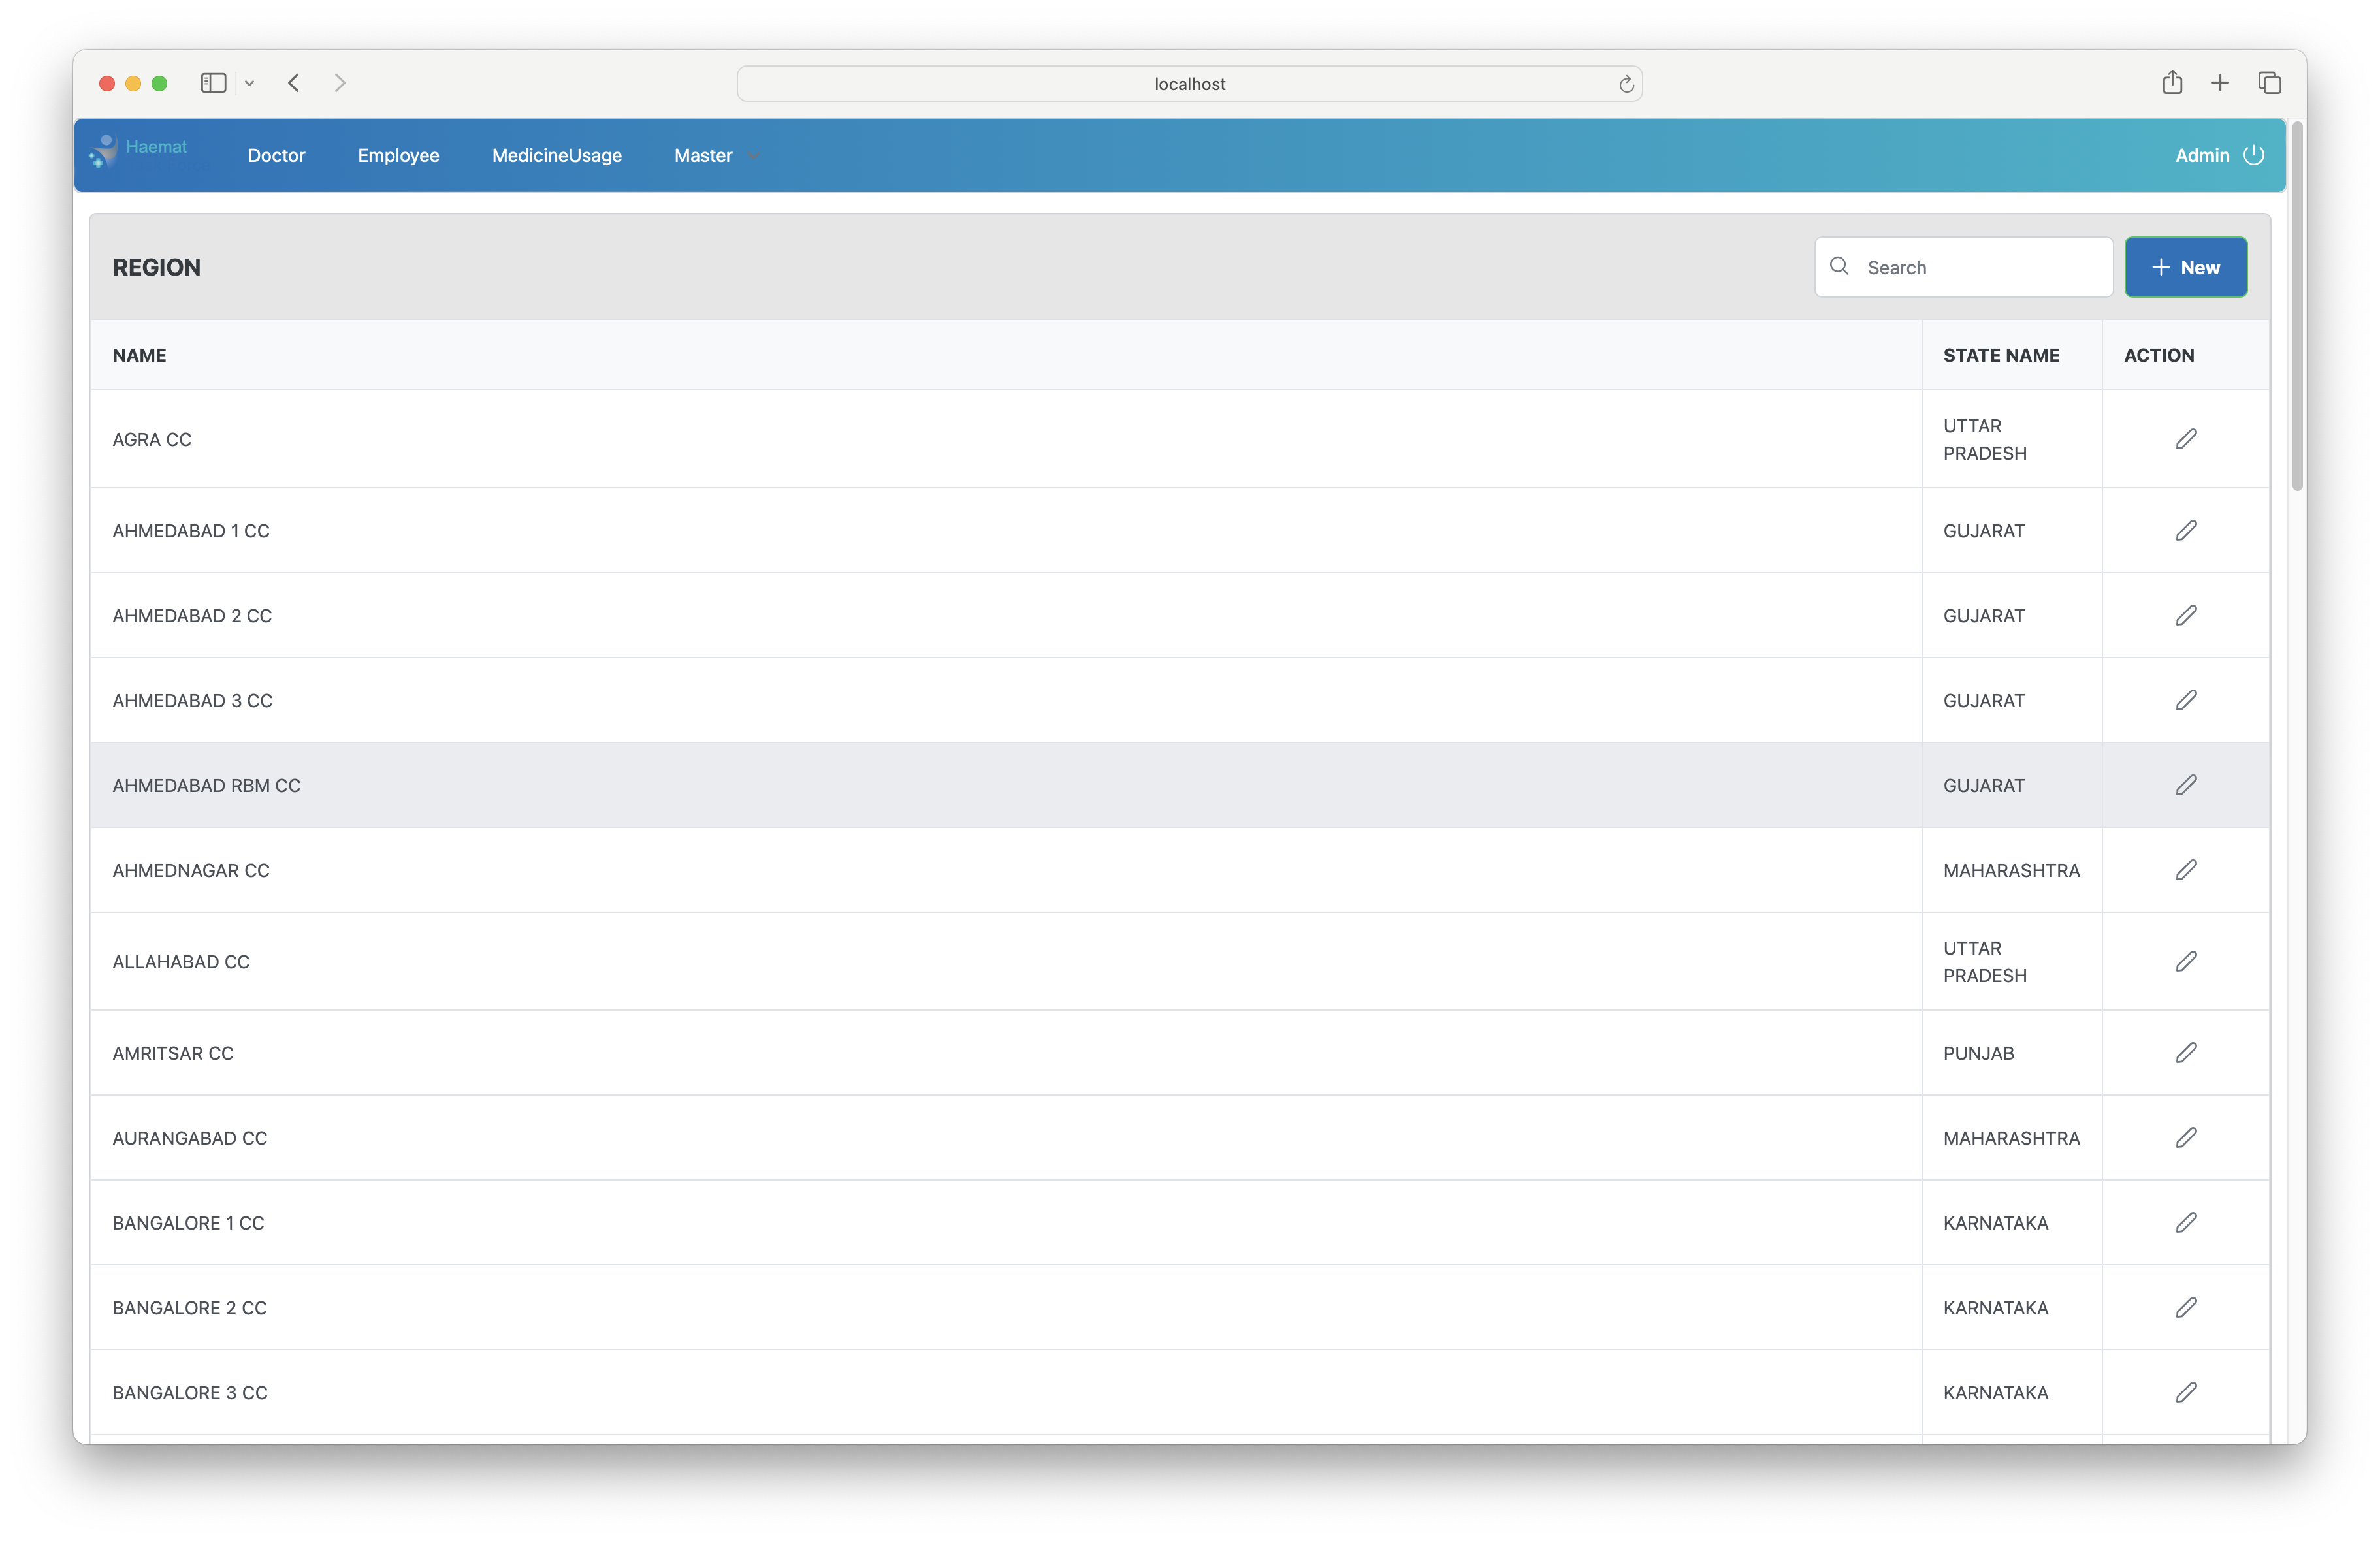 localhost
Haemat
Doctor Employee MedicineUsage Master Admin
REGION Search New
NAME STATE NAME ACTION
AGRA CC UTTAR
PRADESH
AHMEDABAD 1 CC GUJARAT
AHMEDABAD 2 CC GUJARAT
AHMEDABAD 3 CC GUJARAT
AHMEDABAD RBM CC GUJARAT
AHMEDNAGAR CC MAHARASHTRA
ALLAHABAD CC UTTAR
PRADESH
AMRITSAR CC PUNJAB
AURANGABAD CC MAHARASHTRA
BANGALORE 1 CC KARNATAKA
BANGALORE 2 CC KARNATAKA
BANGALORE 3 CC KARNATAKA